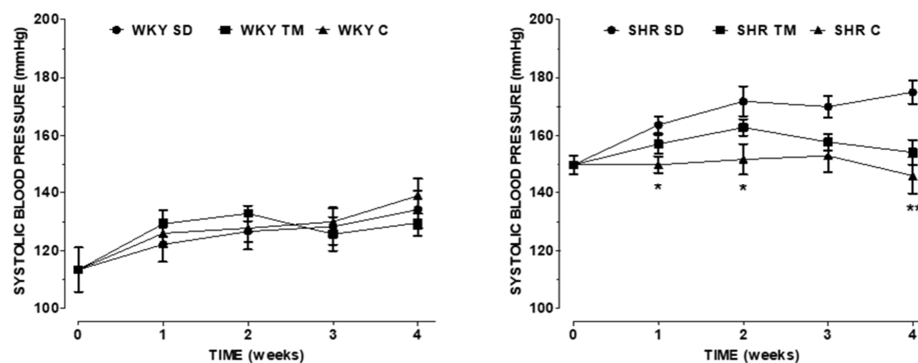 WKY SD WKY TM WKY C
SYSTOLIC BLOOD PRESSURE (mmHg)
200
180
160
140
120
100
0 1 2 3 4
TIME (weeks)
SHR SD SHR TM SHR C
SYSTOLIC BLOOD PRESSURE (mmHg)
200
180
160
140
120
100
* * **
0 1 2 3 4
TIME (weeks)